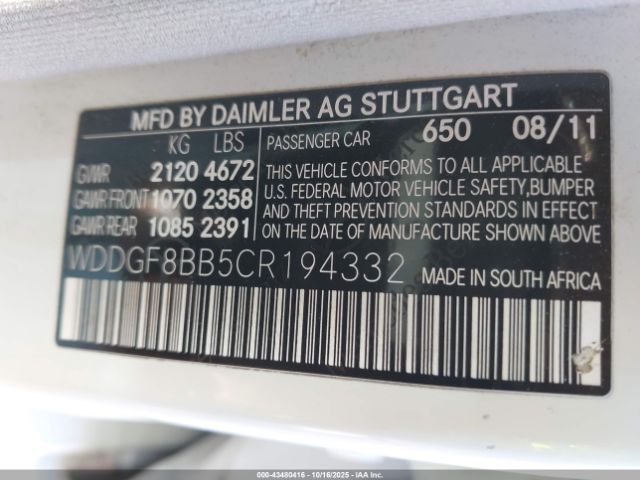 MFD BY DAIMLER AG STUTTGART
KG LBS PASSENGER CAR 650 08/11
GWR 2120 4672 THIS VEHICLE CONFORMS TO ALL APPLICABLE
GAWR FRONT 1070 2358 U.S. FEDERAL MOTOR VEHICLE SAFETY, BUMPER
GAWR REAR 1085 2391 AND THEFT PREVENTION STANDARDS IN EFFECT
ON THE DATE OF MANUFACTURE SHOWN ABOVE.
WDDGF8BB5CR194332 MADE IN SOUTH AFRICA
000-43480416 | 10/16/2025 | IAA Inc.